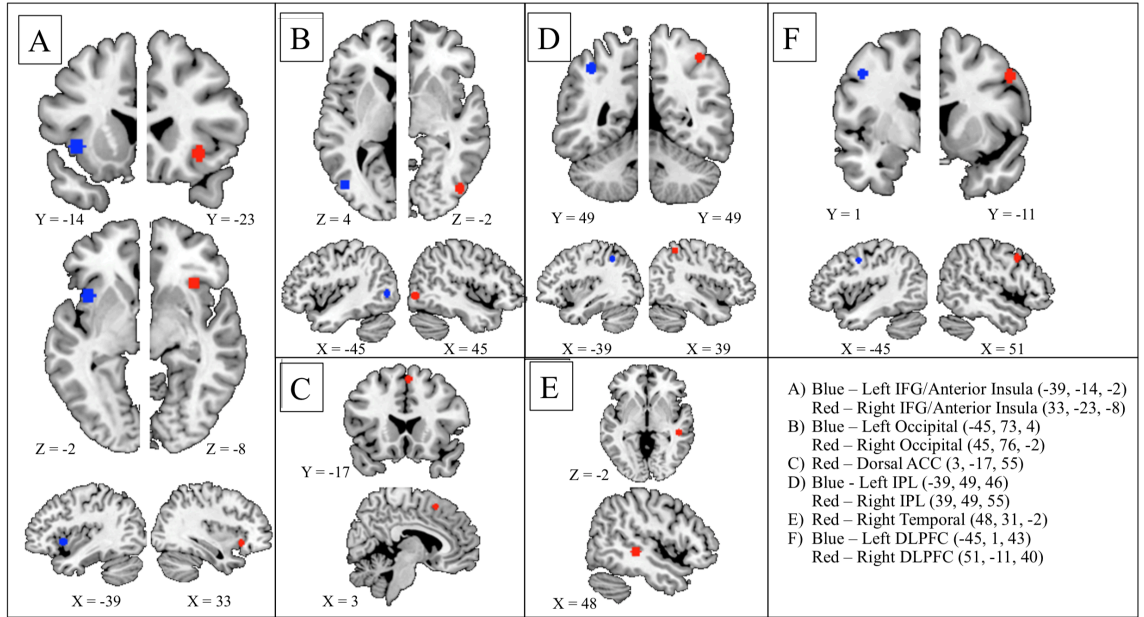 A
Y = -14
Y = -23
Z = -2
Z = -8
X = -39
X = 33
B
Z = 4
Z = -2
X = -45
X = 45
C
Y = -17
X = 3
D
Y = 49
Y = 49
X = -39
X = 39
E
Z = -2
X = 48
F
Y = 1
Y = -11
X = -45
X = 51
A) Blue – Left IFG/Anterior Insula (-39, -14, -2)
Red – Right IFG/Anterior Insula (33, -23, -8)
B) Blue – Left Occipital (-45, 73, 4)
Red – Right Occipital (45, 76, -2)
C) Red – Dorsal ACC (3, -17, 55)
D) Blue - Left IPL (-39, 49, 46)
Red – Right IPL (39, 49, 55)
E) Red – Right Temporal (48, 31, -2)
F) Blue – Left DLPFC (-45, 1, 43)
Red – Right DLPFC (51, -11, 40)